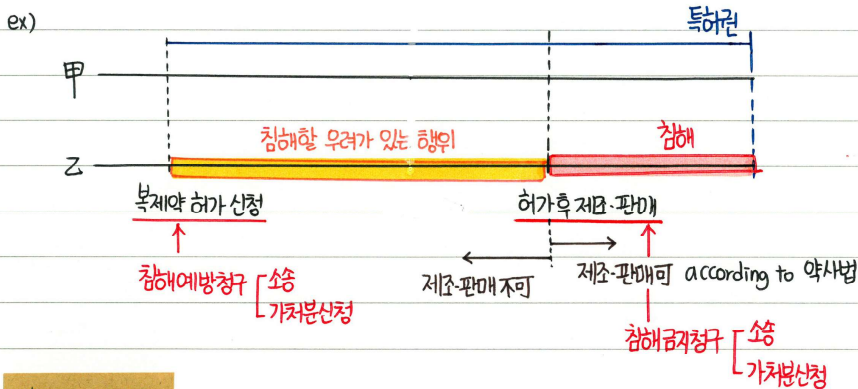 ex)
특허권
甲
침해할 우려가 있는 행위
침해
乙
복제약 허가 신청
허가 후 제조·판매
제조·판매 不可
제조·판매 可 according to 약사법
침해예방청구 소송
가처분신청
침해금지청구 소송
가처분신청